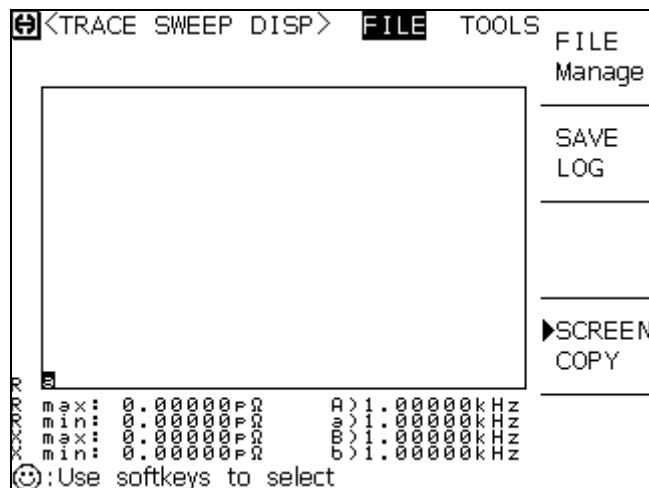 <TRACE SWEEP DISP> FILE TOOLS
FILE
Manage
SAVE
LOG
SCREEN
COPY
a
R
R max: 0.00000pΩ A)1.00000kHz
R min: 0.00000pΩ a)1.00000kHz
X max: 0.00000pΩ B)1.00000kHz
X min: 0.00000pΩ b)1.00000kHz
:Use softkeys to select